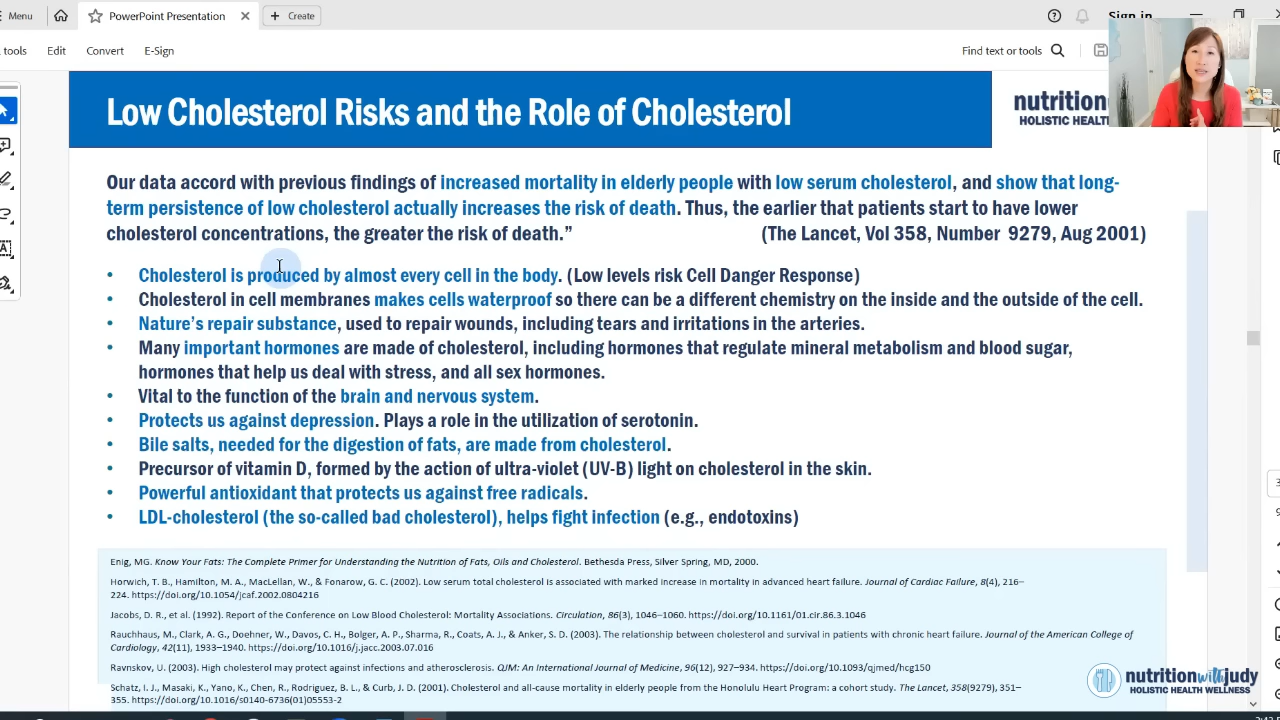 Menu
PowerPoint Presentation
Create
Sign in
tools
Edit
Convert
E-Sign
Find text or tools
Low Cholesterol Risks and the Role of Cholesterol
nutrition
HOLISTIC HEALTH
Our data accord with previous findings of increased mortality in elderly people with low serum cholesterol, and show that long-
term persistence of low cholesterol actually increases the risk of death. Thus, the earlier that patients start to have lower
cholesterol concentrations, the greater the risk of death.” (The Lancet, Vol 358, Number 9279, Aug 2001)
• Cholesterol is produced by almost every cell in the body. (Low levels risk Cell Danger Response)
• Cholesterol in cell membranes makes cells waterproof so there can be a different chemistry on the inside and the outside of the cell.
• Nature’s repair substance, used to repair wounds, including tears and irritations in the arteries.
• Many important hormones are made of cholesterol, including hormones that regulate mineral metabolism and blood sugar,
hormones that help us deal with stress, and all sex hormones.
• Vital to the function of the brain and nervous system.
• Protects us against depression. Plays a role in the utilization of serotonin.
• Bile salts, needed for the digestion of fats, are made from cholesterol.
• Precursor of vitamin D, formed by the action of ultra-violet (UV-B) light on cholesterol in the skin.
• Powerful antioxidant that protects us against free radicals.
• LDL-cholesterol (the so-called bad cholesterol), helps fight infection (e.g., endotoxins)
Enig, MG. Know Your Fats: The Complete Primer for Understanding the Nutrition of Fats, Oils and Cholesterol. Bethesda Press, Silver Spring, MD, 2000.
Horwich, T. B., Hamilton, M. A., MacLellan, W., & Fonarow, G. C. (2002). Low serum total cholesterol is associated with marked increase in mortality in advanced heart failure. Journal of Cardiac Failure, 8(4), 216–
224. https://doi.org/10.1054/jcaf.2002.0804216
Jacobs, D. R., et al. (1992). Report of the Conference on Low Blood Cholesterol: Mortality Associations. Circulation, 86(3), 1046–1060. https://doi.org/10.1161/01.cir.86.3.1046
Rauchhaus, M., Clark, A. G., Doehner, W., Davos, C. H., Bolger, A. P., Sharma, R., Coats, A. J., & Anker, S. D. (2003). The relationship between cholesterol and survival in patients with chronic heart failure. Journal of the American College of
Cardiology, 42(11), 1933–1940. https://doi.org/10.1016/j.jacc.2003.07.016
Ravnskov, U. (2003). High cholesterol may protect against infections and atherosclerosis. QJM: An International Journal of Medicine, 96(12), 927–934. https://doi.org/10.1093/qjmed/hcg150
Schatz, I. J., Masaki, K., Yano, K., Chen, R., Rodriguez, B. L., & Curb, J. D. (2001). Cholesterol and all-cause mortality in elderly people from the Honolulu Heart Program: a cohort study. The Lancet, 358(9279), 351–
355. https://doi.org/10.1016/s0140-6736(01)05553-2
nutrition with judy
HOLISTIC HEALTH WELLNESS